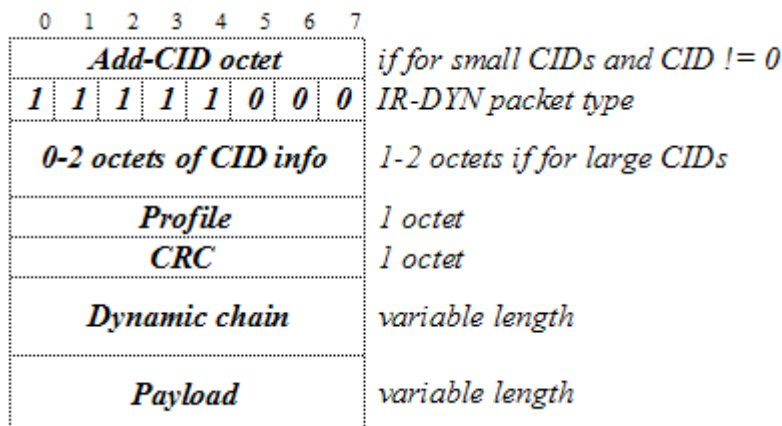 0 1 2 3 4 5 6 7
Add-CID octet if for small CIDs and CID != 0
1 1 1 1 1 0 0 0 IR-DYN packet type
0-2 octets of CID info 1-2 octets if for large CIDs
Profile 1 octet
CRC 1 octet
Dynamic chain variable length
Payload variable length